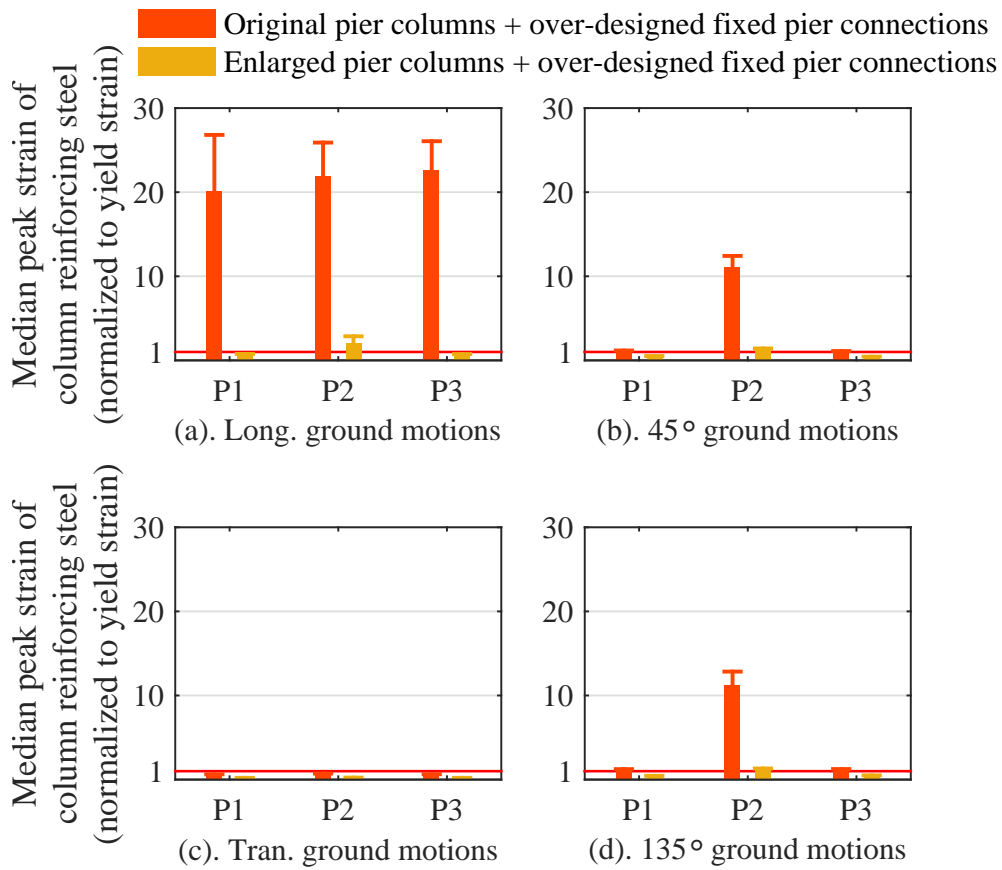 Original pier columns + over-designed fixed pier connections
Enlarged pier columns + over-designed fixed pier connections
Median peak strain of
column reinforcing steel
(normalized to yield strain)
30
20
10
1
P1 P2 P3
(a). Long. ground motions
30
20
10
1
P1 P2 P3
(b). 45° ground motions
Median peak strain of
column reinforcing steel
(normalized to yield strain)
30
20
10
1
P1 P2 P3
(c). Tran. ground motions
30
20
10
1
P1 P2 P3
(d). 135° ground motions